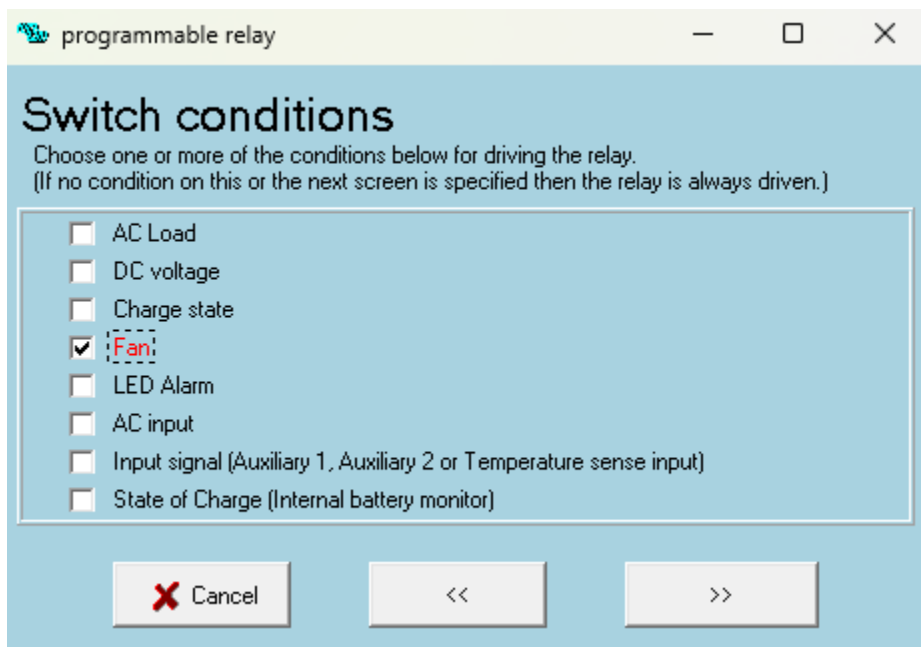 programmable relay
Switch conditions
Choose one or more of the conditions below for driving the relay.
(If no condition on this or the next screen is specified then the relay is always driven.)
AC Load
DC voltage
Charge state
Fan
LED Alarm
AC input
Input signal (Auxiliary 1, Auxiliary 2 or Temperature sense input)
State of Charge (Internal battery monitor)
Cancel
<<
>>